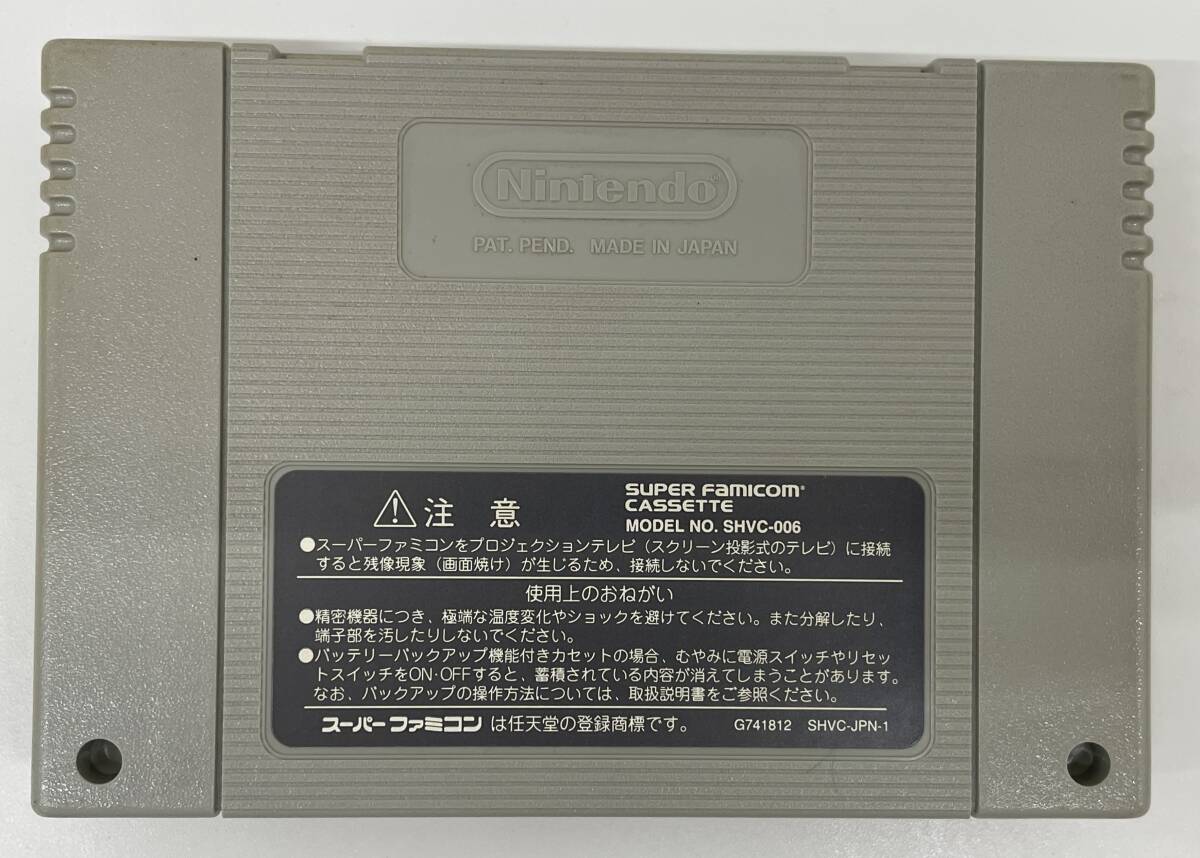 Nintendo
PAT. PEND. MADE IN JAPAN
⚠注 意
SUPER FAMICOM
CASSETTE
MODEL NO. SHVC-006
●スーパーファミコンをプロジェクションテレビ(スクリーン投影式のテレビ)に接続
すると残像現象(画面焼け)が生じるため、接続しないでください。
使用上のおねがい
●精密機器につき、極端な温度変化やショックを避けてください。また分解したり、
端子部を汚したりしないでください。
●バッテリーバックアップ機能付きカセットの場合、むやみに電源スイッチやリセッ
トスイッチをON・OFFすると、蓄積されている内容が消えてしまうことがあります。
なお、バックアップの操作方法については、取扱説明書をご参照ください。
スーパーファミコン は任天堂の登録商標です。 G741812 SHVC-JPN-1